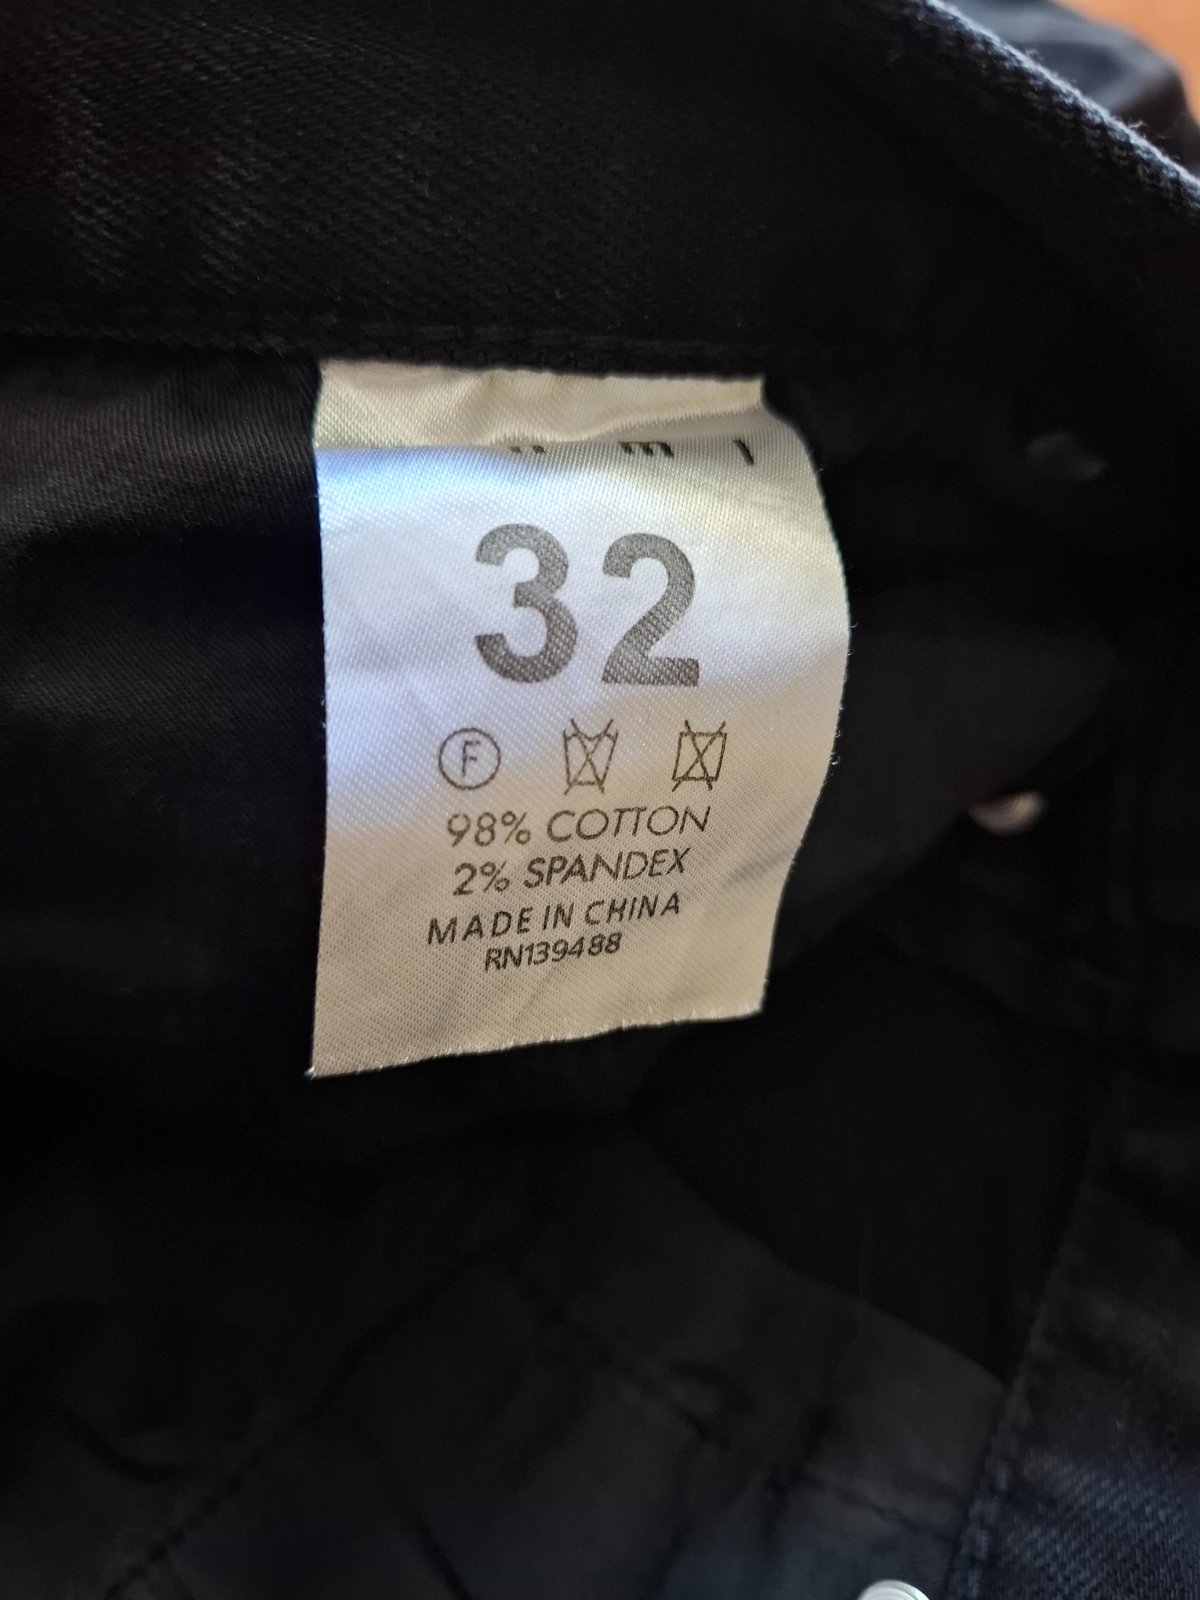 32
F
98% COTTON
2% SPANDEX
MADE IN CHINA
RN139488